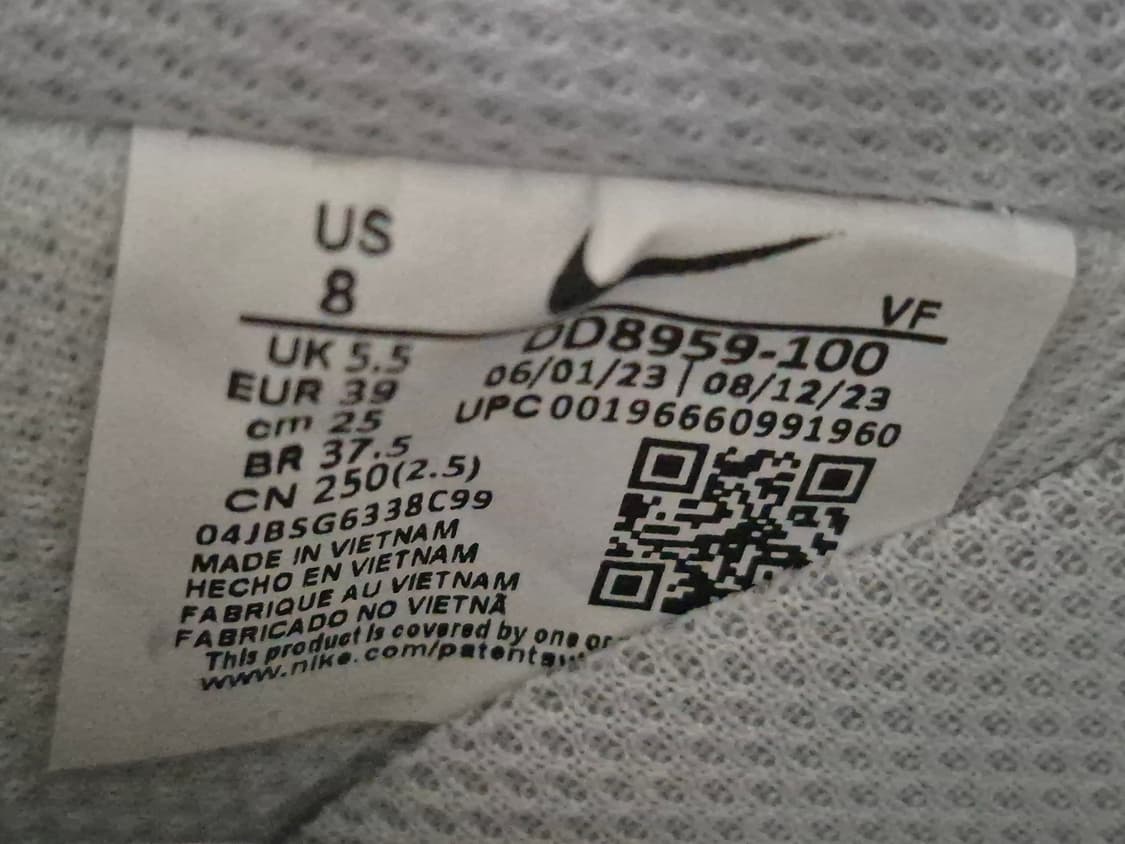 US
8
VF
UK 5.5
EUR 39
cm 25
BR 37.5
CN 250(2.5)
DD8959-100
06/01/23 | 08/12/23
UPC 00196660991960
04JBSG6338C99
MADE IN VIETNAM
HECHO EN VIETNAM
FABRIQUE AU VIETNAM
FABRICADO NO VIETNÃ
This product is covered by one or
www.nike.com/patents